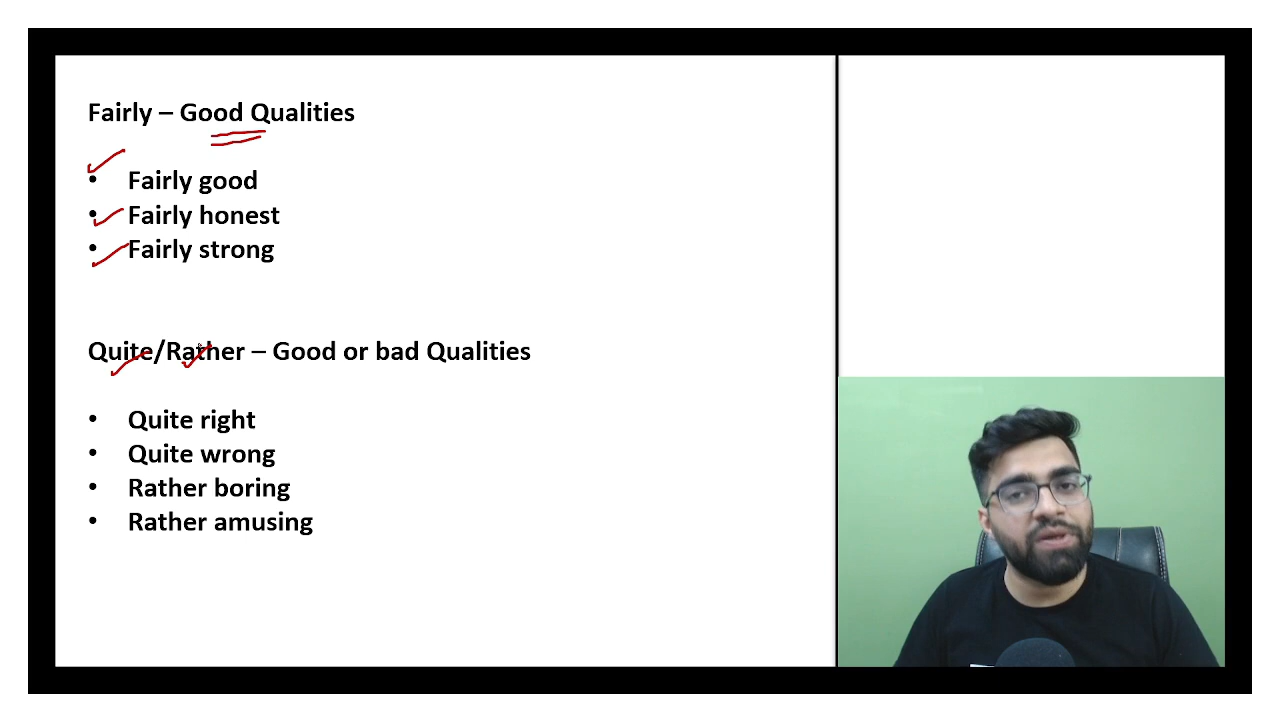 Fairly – Good Qualities
• Fairly good
• Fairly honest
• Fairly strong
Quite/Rather – Good or bad Qualities
• Quite right
• Quite wrong
• Rather boring
• Rather amusing